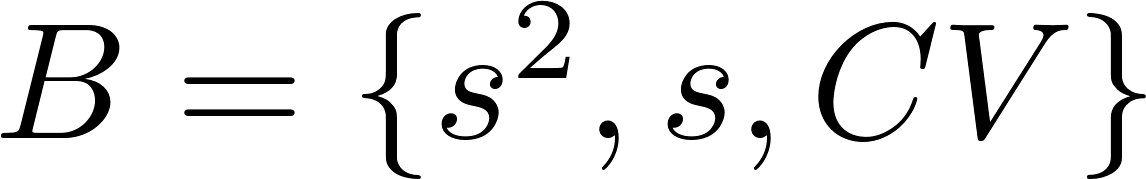 B = {s², s, CV}